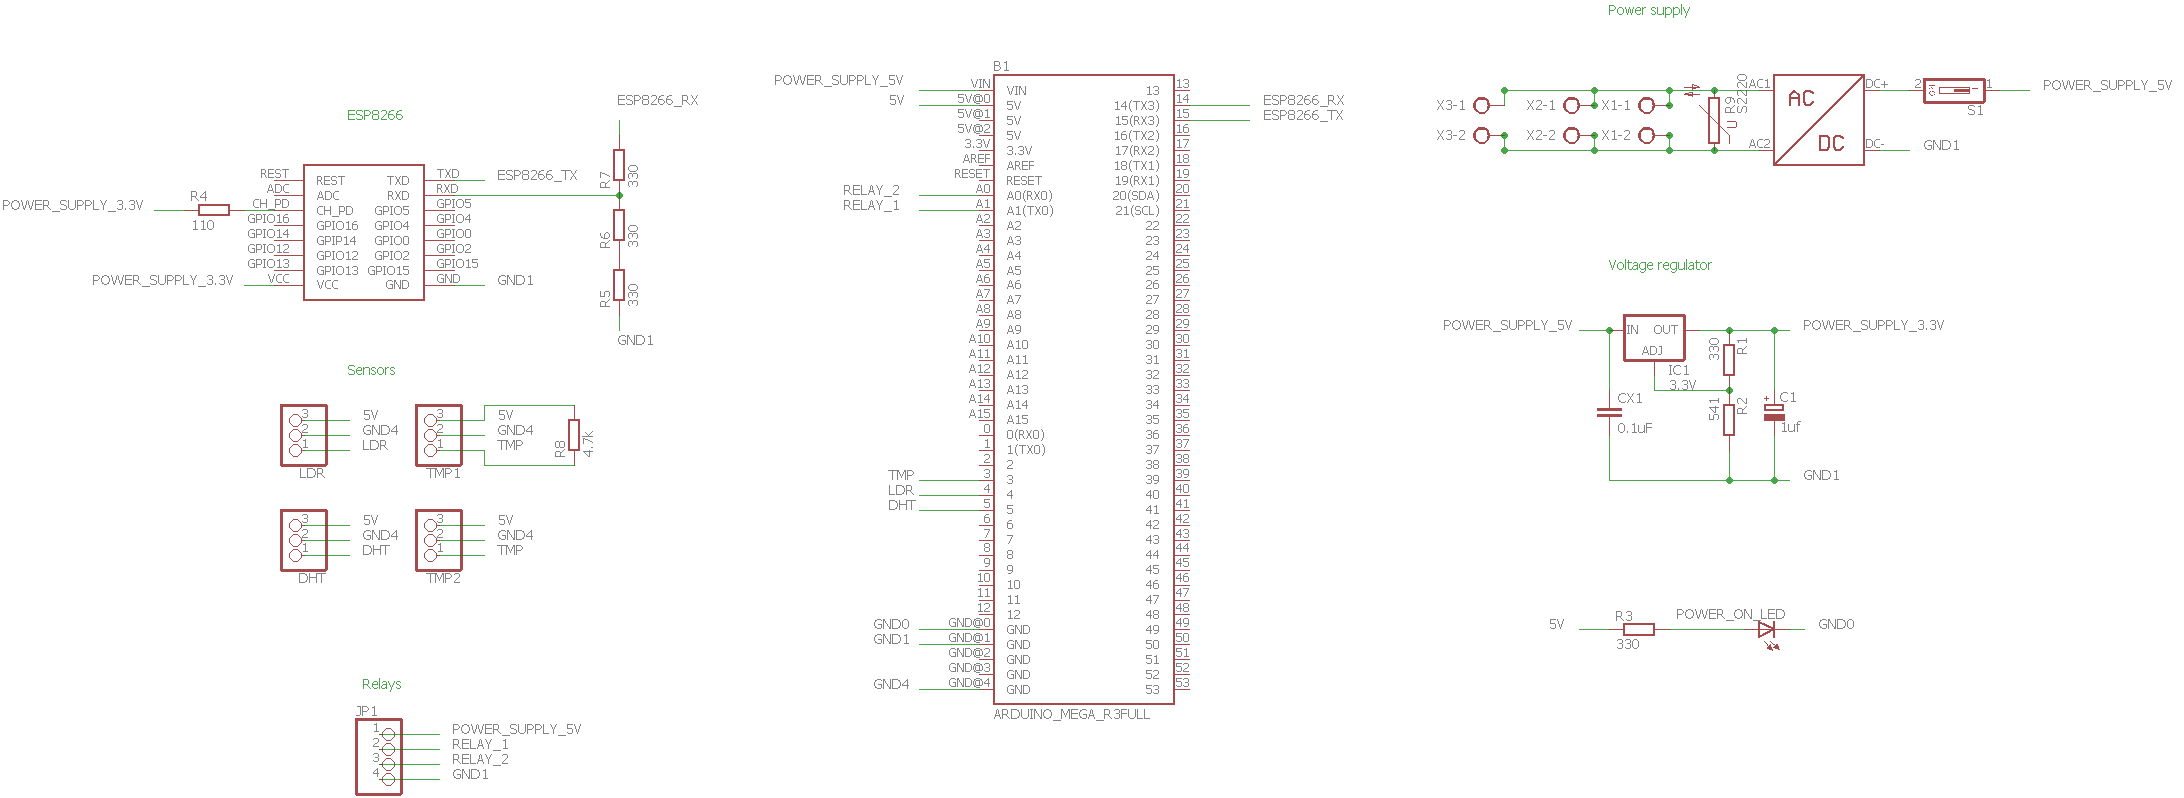 Power supply
X3-1
X2-1
X1-1
X3-2
X2-2
X1-2
R9
S2220
U
AC1
AC2
AC
DC
DC+
DC-
2
1
S1
POWER_SUPPLY_5V
GND1
ESP8266
POWER_SUPPLY_3.3V
R4
110
REST
ADC
CH_PD
GPIO16
GPIO14
GPIO12
GPIO13
VCC
REST
ADC
CH_PD
GPIO16
GPIP14
GPIO12
GPIO13
VCC
TXD
RXD
GPIO5
GPIO4
GPIO0
GPIO2
GPIO15
GND
TXD
RXD
GPIO5
GPIO4
GPIO0
GPIO2
GPIO15
GND
POWER_SUPPLY_3.3V
ESP8266_TX
GND1
ESP8266_RX
R7
330
R6
330
R5
330
GND1
Sensors
3
2
1
5V
GND4
LDR
LDR
3
2
1
5V
GND4
TMP
TMP1
R8
4.7k
3
2
1
5V
GND4
DHT
DHT
3
2
1
5V
GND4
TMP
TMP2
Relays
JP1
1
2
3
4
POWER_SUPPLY_5V
RELAY_1
RELAY_2
GND1
B1
POWER_SUPPLY_5V
5V
RELAY_2
RELAY_1
TMP
LDR
DHT
GND0
GND1
GND4
VIN
5V@0
5V@1
5V@2
3.3V
AREF
RESET
A0
A1
A2
A3
A4
A5
A6
A7
A8
A9
A10
A11
A12
A13
A14
A15
0
1
2
3
4
5
6
7
8
9
10
11
12
GND@0
GND@1
GND@2
GND@3
GND@4
VIN
5V
5V
5V
3.3V
AREF
RESET
A0(RX0)
A1(TX0)
A2
A3
A4
A5
A6
A7
A8
A9
A10
A11
A12
A13
A14
A15
0(RX0)
1(TX0)
2
3
4
5
6
7
8
9
10
11
12
GND
GND
GND
GND
GND
13
14(TX3)
15(RX3)
16(TX2)
17(RX2)
18(TX1)
19(RX1)
20(SDA)
21(SCL)
22
23
24
25
26
27
28
29
30
31
32
33
34
35
36
37
38
39
40
41
42
43
44
45
46
47
48
49
50
51
52
53
13
14
15
16
17
18
19
20
21
22
23
24
25
26
27
28
29
30
31
32
33
34
35
36
37
38
39
40
41
42
43
44
45
46
47
48
49
50
51
52
53
ESP8266_RX
ESP8266_TX
ARDUINO_MEGA_R3FULL
Voltage regulator
POWER_SUPPLY_5V
IN
OUT
ADJ
IC1
3.3V
330
R1
541
R2
CX1
0.1uF
+
C1
1uf
POWER_SUPPLY_3.3V
GND1
5V
R3
330
POWER_ON_LED
GND0